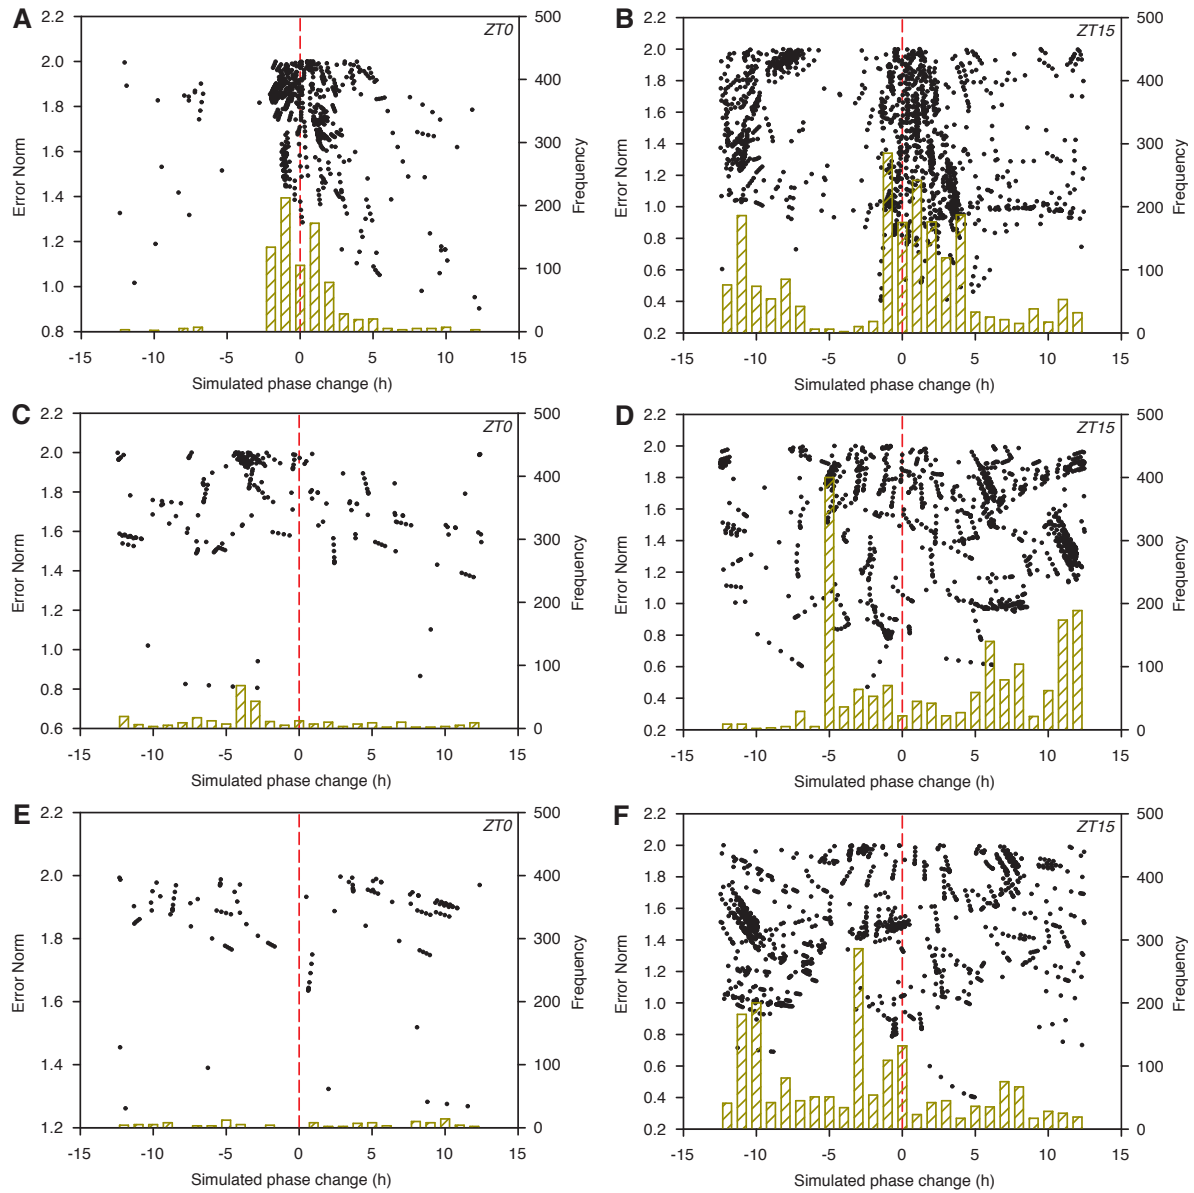 A
ZT0
Error Norm
2.2
2.0
1.8
1.6
1.4
1.2
1.0
0.8
Frequency
500
400
300
200
100
0
-15 -10 -5 0 5 10 15
Simulated phase change (h)
B
ZT15
Error Norm
2.2
2.0
1.8
1.6
1.4
1.2
1.0
0.8
0.6
0.4
0.2
Frequency
500
400
300
200
100
0
-15 -10 -5 0 5 10 15
Simulated phase change (h)
C
ZT0
Error Norm
2.2
2.0
1.8
1.6
1.4
1.2
1.0
0.8
0.6
Frequency
500
400
300
200
100
0
-15 -10 -5 0 5 10 15
Simulated phase change (h)
D
ZT15
Error Norm
2.2
2.0
1.8
1.6
1.4
1.2
1.0
0.8
0.6
0.4
0.2
Frequency
500
400
300
200
100
0
-15 -10 -5 0 5 10 15
Simulated phase change (h)
E
ZT0
Error Norm
2.2
2.0
1.8
1.6
1.4
1.2
Frequency
500
400
300
200
100
0
-15 -10 -5 0 5 10 15
Simulated phase change (h)
F
ZT15
Error Norm
2.2
2.0
1.8
1.6
1.4
1.2
1.0
0.8
0.6
0.4
0.2
Frequency
500
400
300
200
100
0
-15 -10 -5 0 5 10 15
Simulated phase change (h)